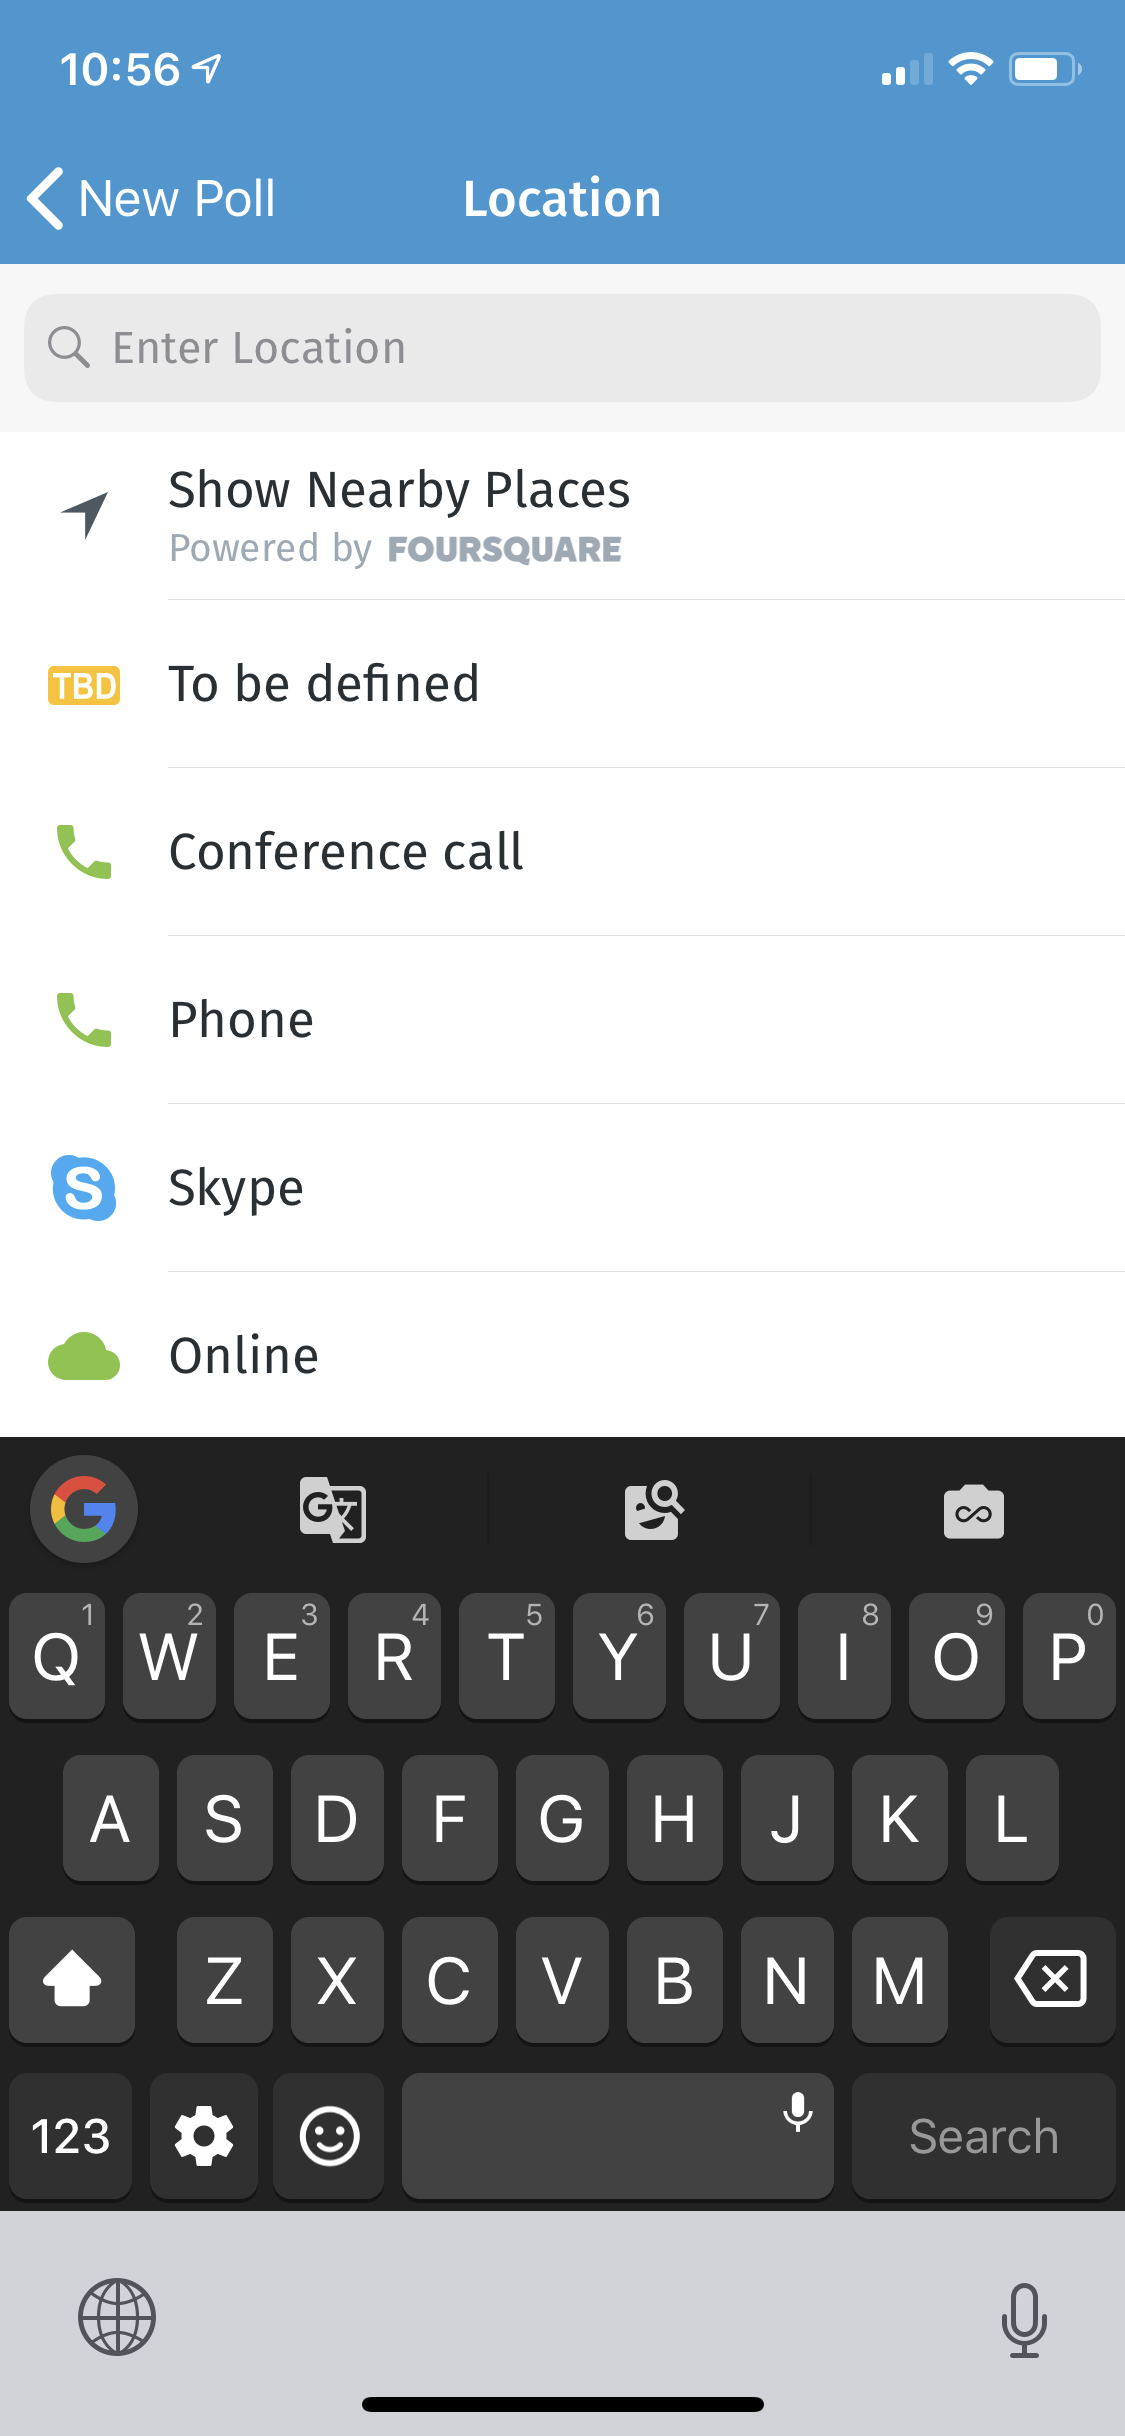 10:56
New Poll
Location
Enter Location
Show Nearby Places
Powered by FOURSQUARE
TBD To be defined
Conference call
Phone
S Skype
Online
G G 文
Q 1 W 2 E 3 R 4 T 5 Y 6 U 7 I 8 O 9 P 0
A S D F G H J K L
Z X C V B N M
123 Search